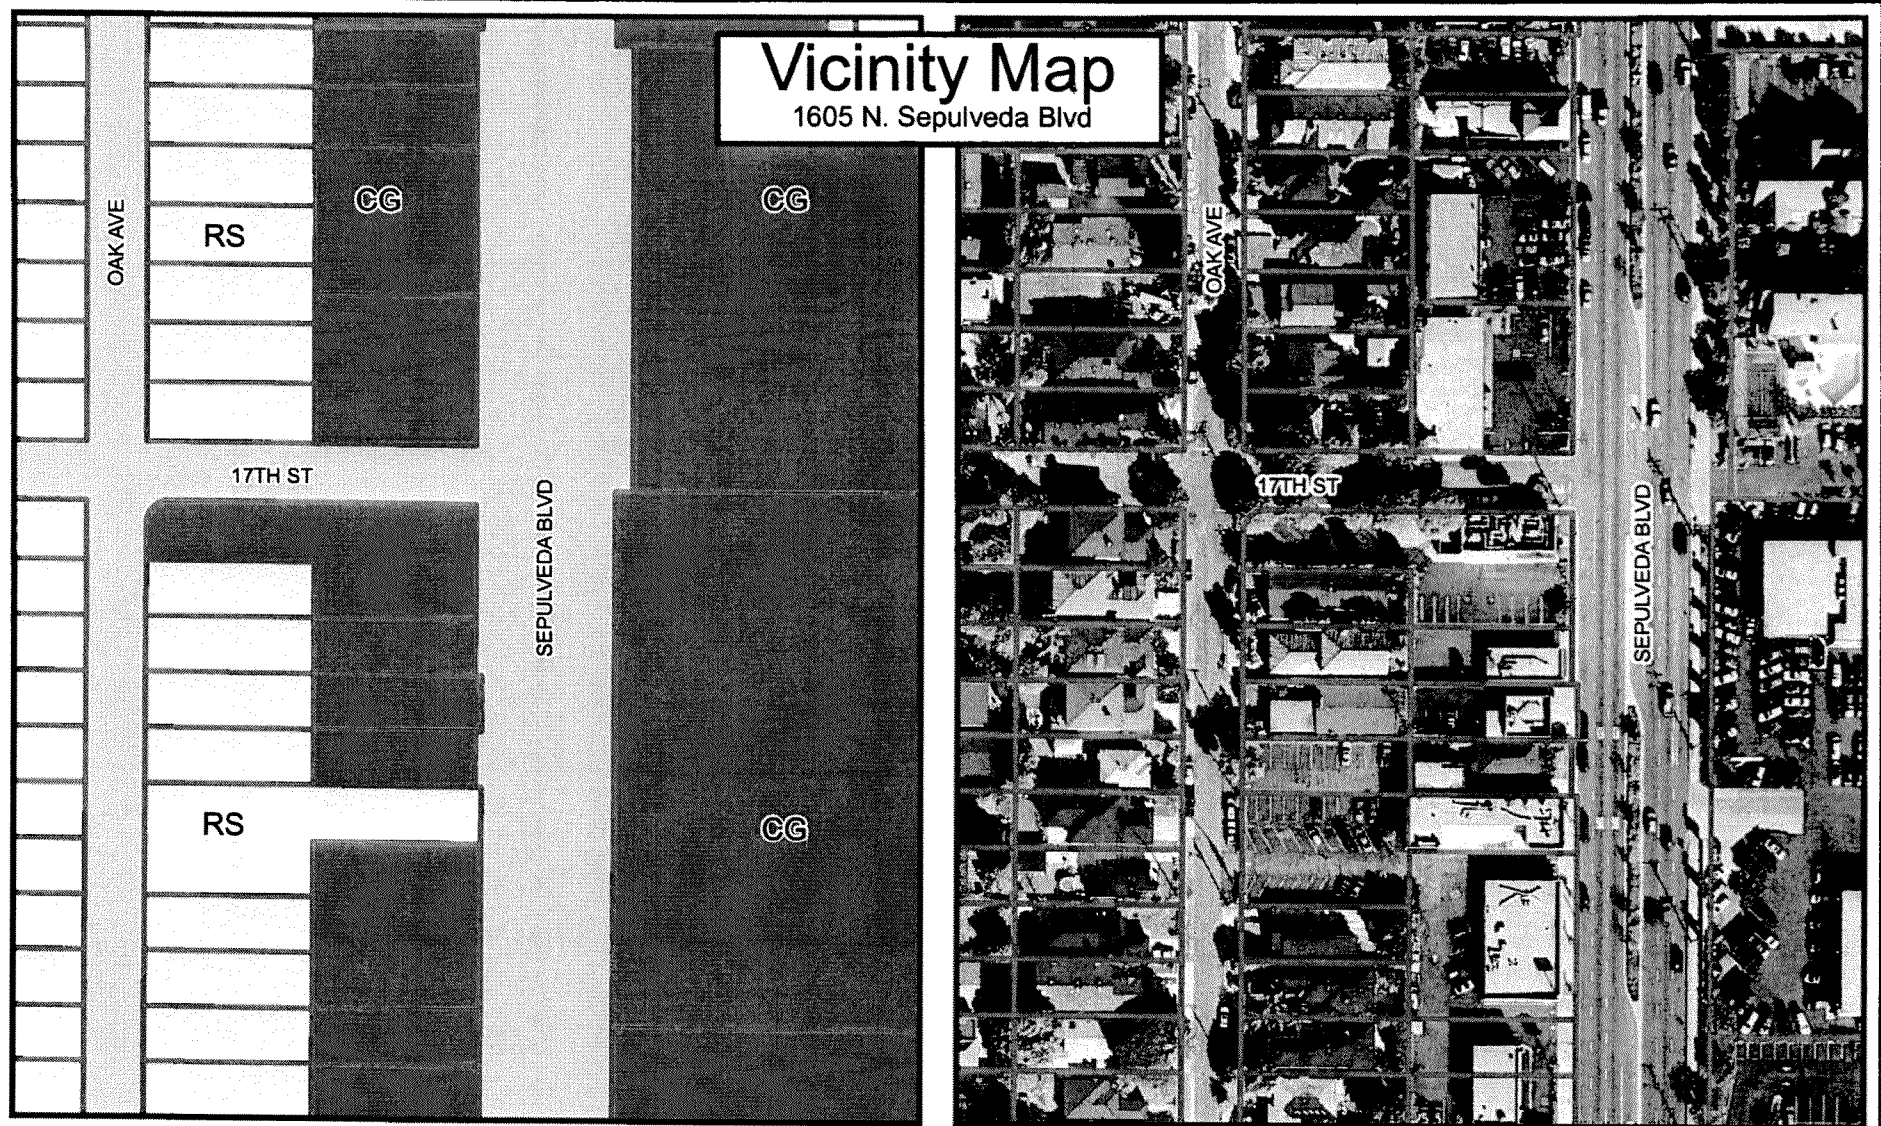 Vicinity Map
1605 N. Sepulveda Blvd
CG
CG
RS
OAK AVE
17TH ST
SEPULVEDA BLVD
RS
CG
OAK AVE
17TH ST
SEPULVEDA BLVD